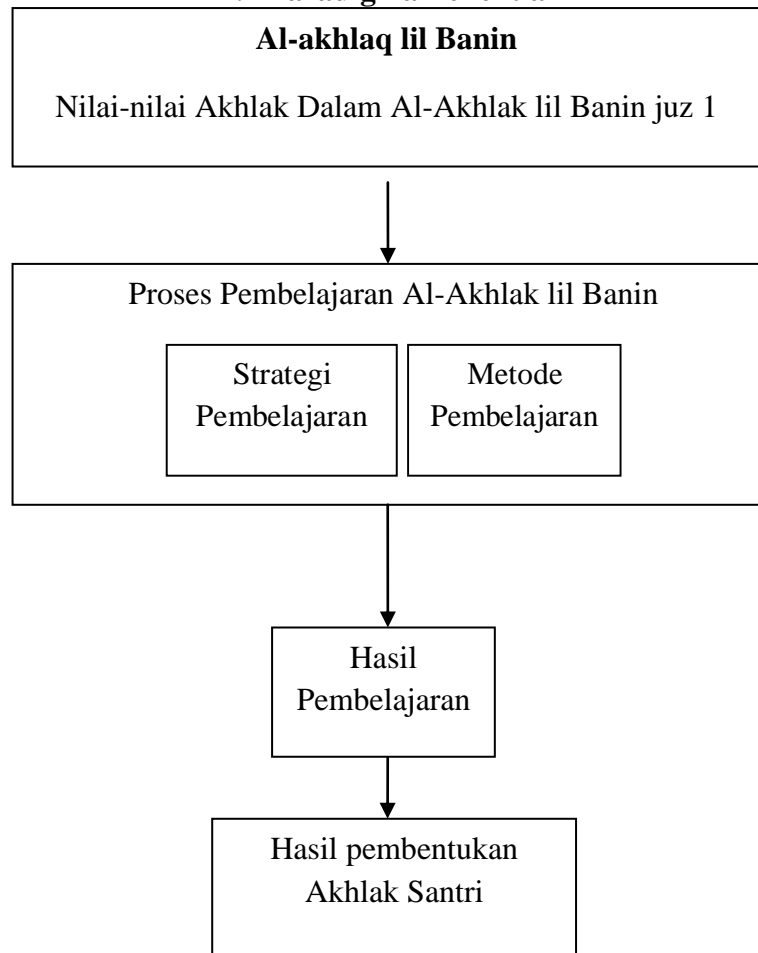 Al-akhlaq lil Banin
Nilai-nilai Akhlak Dalam Al-Akhlak lil Banin juz 1
Proses Pembelajaran Al-Akhlak lil Banin
Strategi
Pembelajaran
Metode
Pembelajaran
Hasil
Pembelajaran
Hasil pembentukan
Akhlak Santri